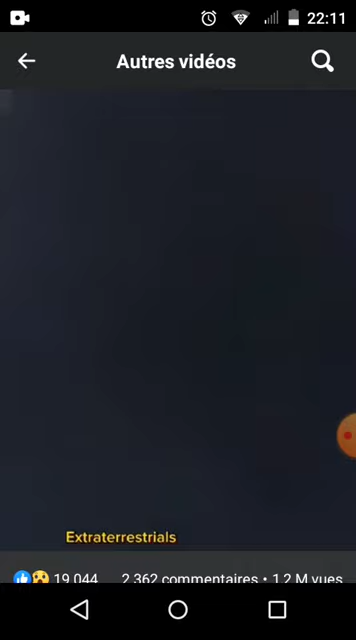 22:11
Autres vidéos
Extraterrestrials
19 044 2 362 commentaires • 1,2 M vues